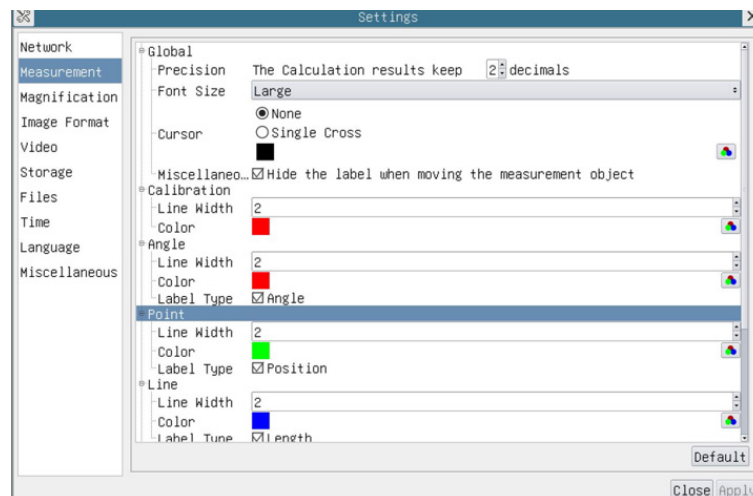 Settings
Network
Measurement
Magnification
Image Format
Video
Storage
Files
Time
Language
Miscellaneous
Global
Precision The Calculation results keep 2 decimals
Font Size Large
Cursor
None
Single Cross
Miscellaneo... Hide the label when moving the measurement object
Calibration
Line Width 2
Color
Angle
Line Width 2
Color
Label Type Angle
Point
Line Width 2
Color
Label Type Position
Line
Line Width 2
Color
Label Type Length
Default
Close Apply